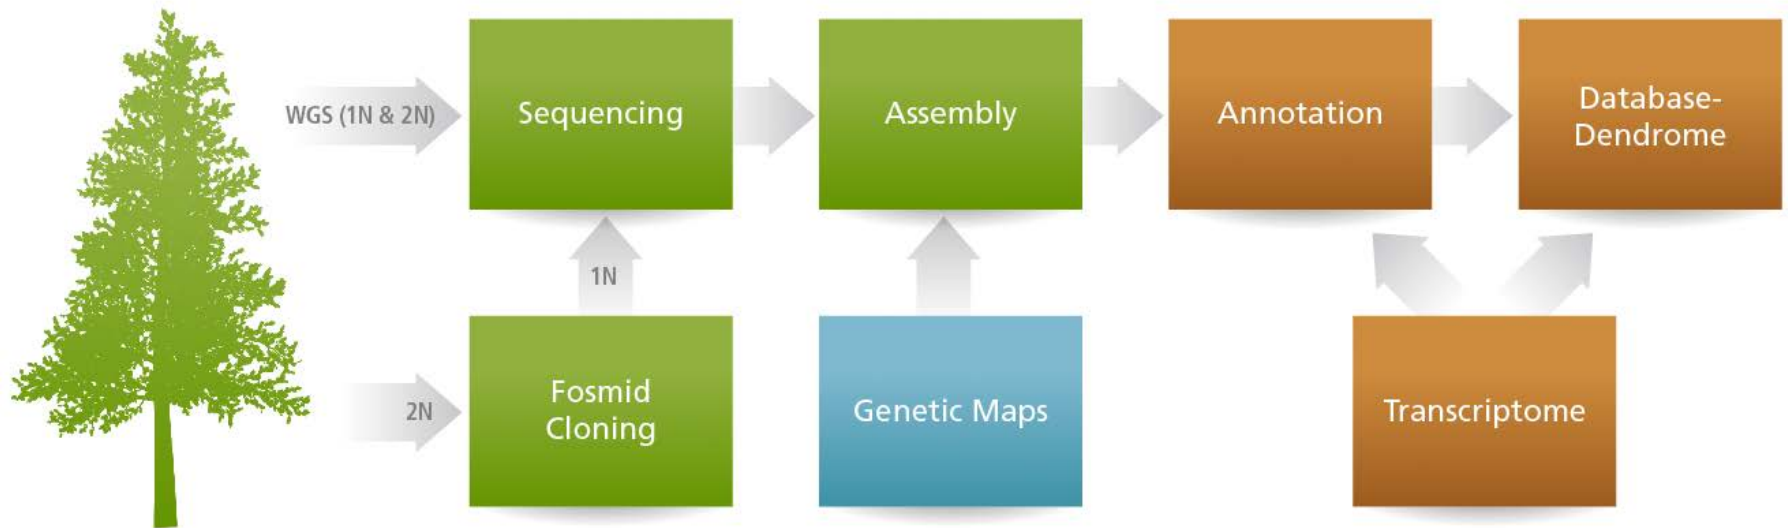 WGS (1N & 2N)
Sequencing
Assembly
Annotation
Database-
Dendrome
1N
2N
Fosmid
Cloning
Genetic Maps
Transcriptome